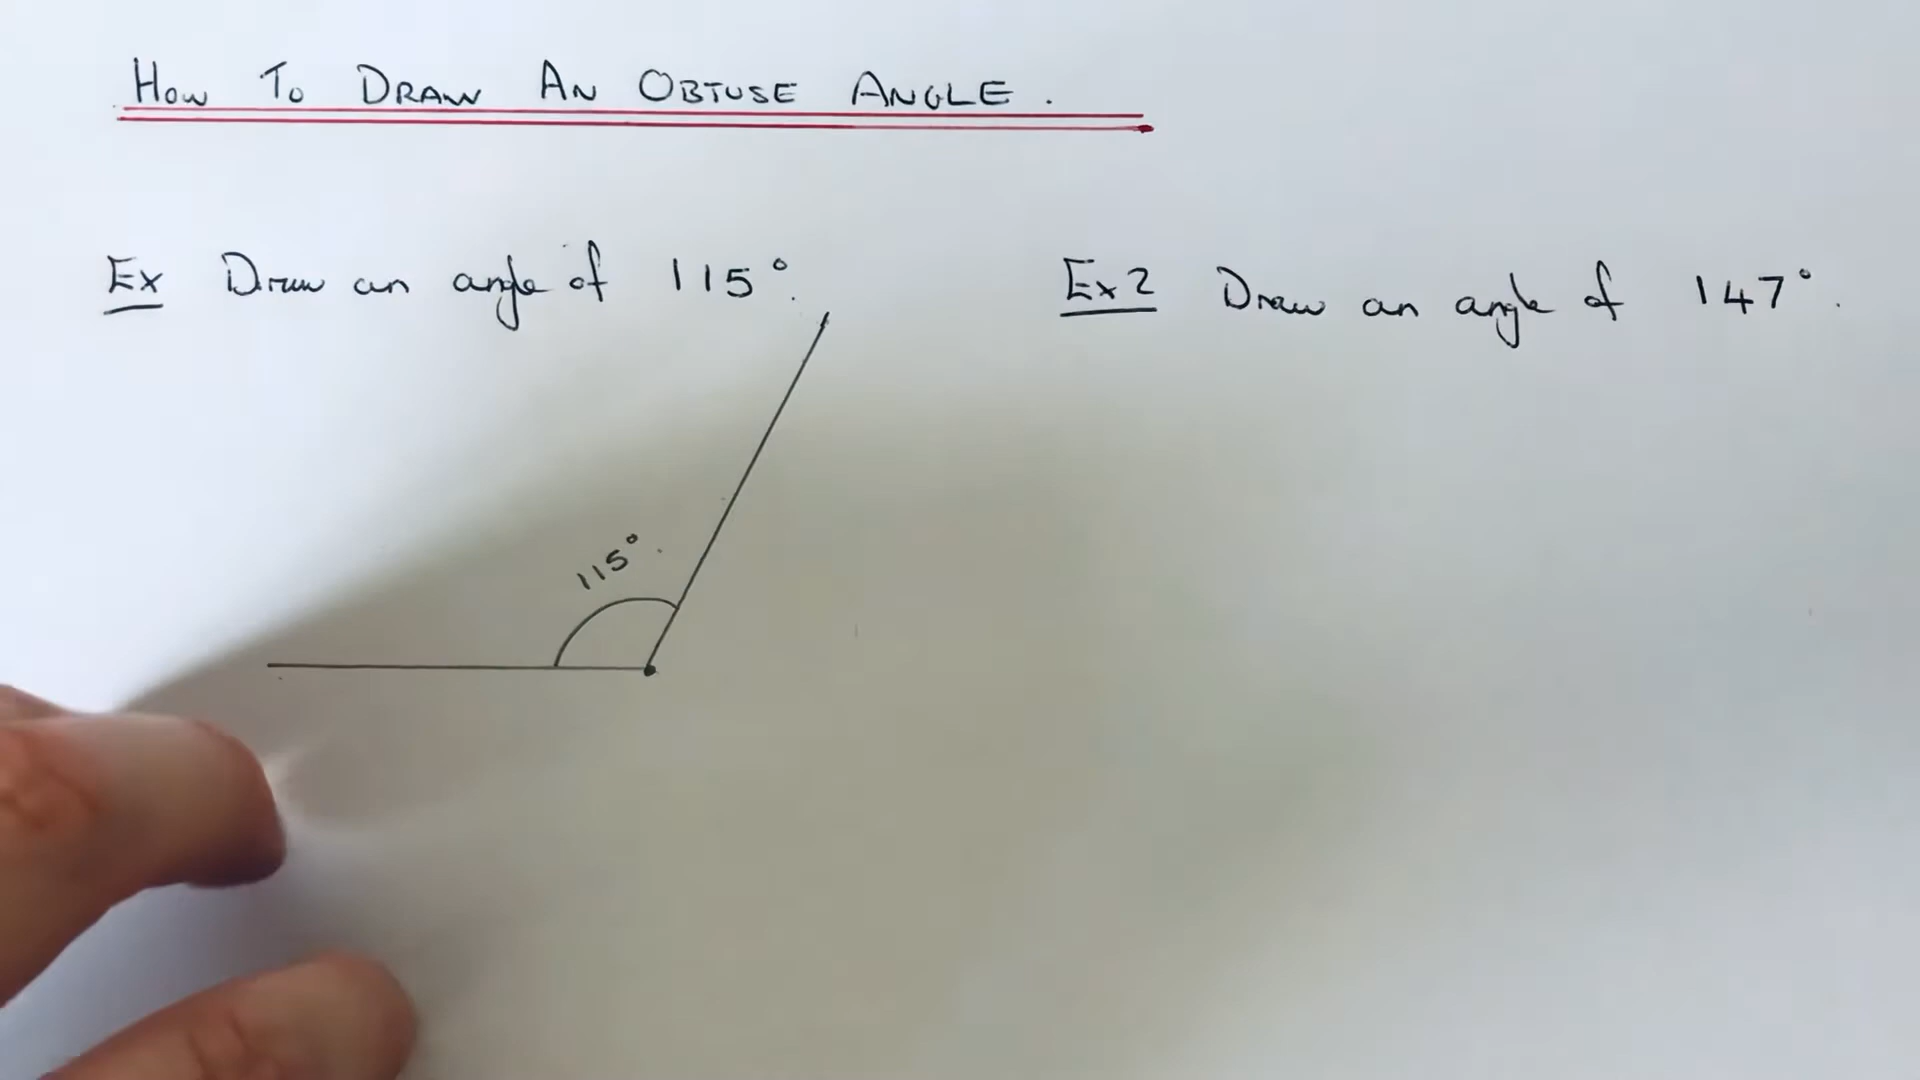 How To Draw An Obtuse Angle.
Ex Draw an angle of 115°.
115°.
Ex2 Draw an angle of 147°.